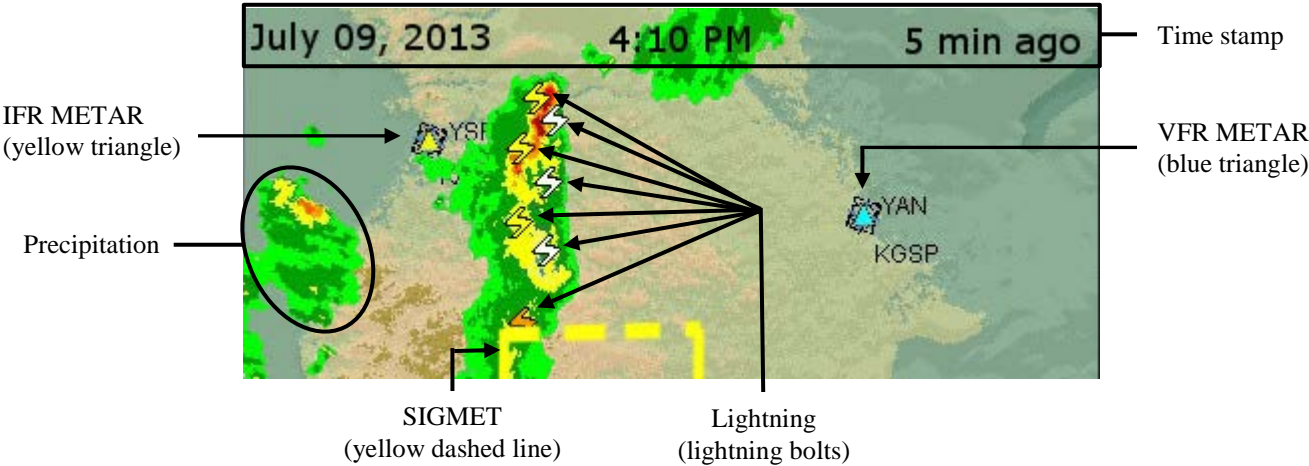 July 09, 2013 4:10 PM 5 min ago
Time stamp
IFR METAR
(yellow triangle)
VFR METAR
(blue triangle)
YAN
KGSP
Precipitation
SIGMET
(yellow dashed line)
Lightning
(lightning bolts)